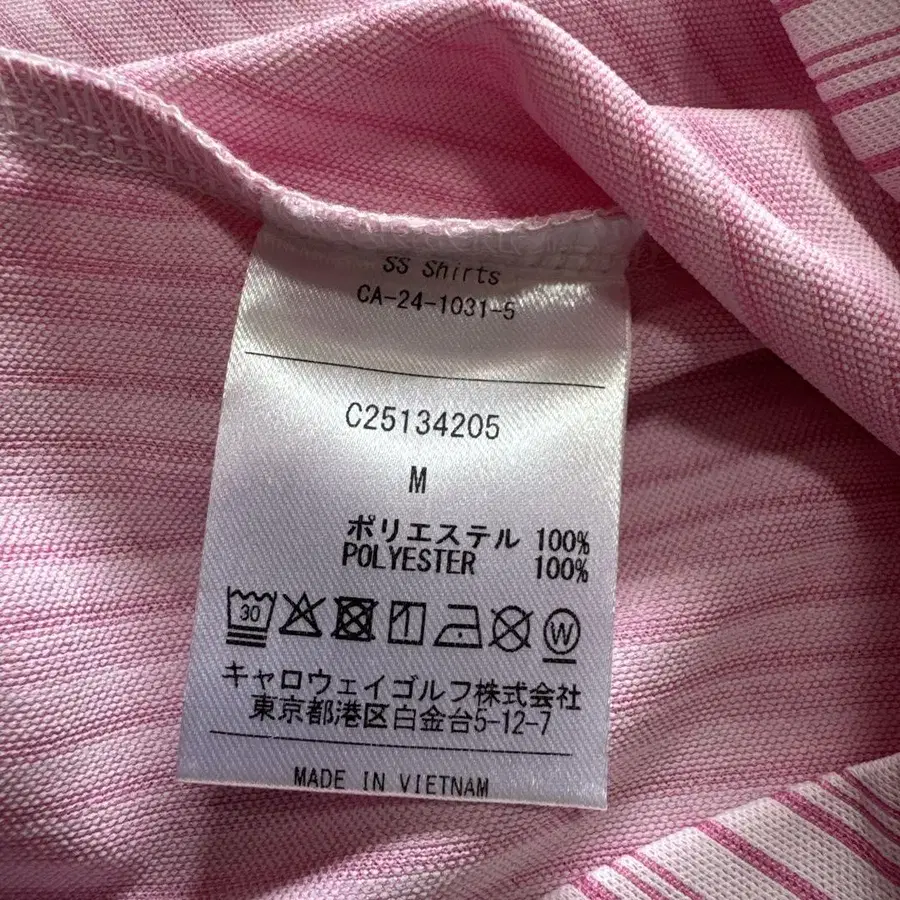 SS Shirts
CA-24-1031-5
C25134205
M
ポリエステル 100%
POLYESTER 100%
30
W
キャロウェイゴルフ株式会社
東京都港区白金台5-12-7
MADE IN VIETNAM